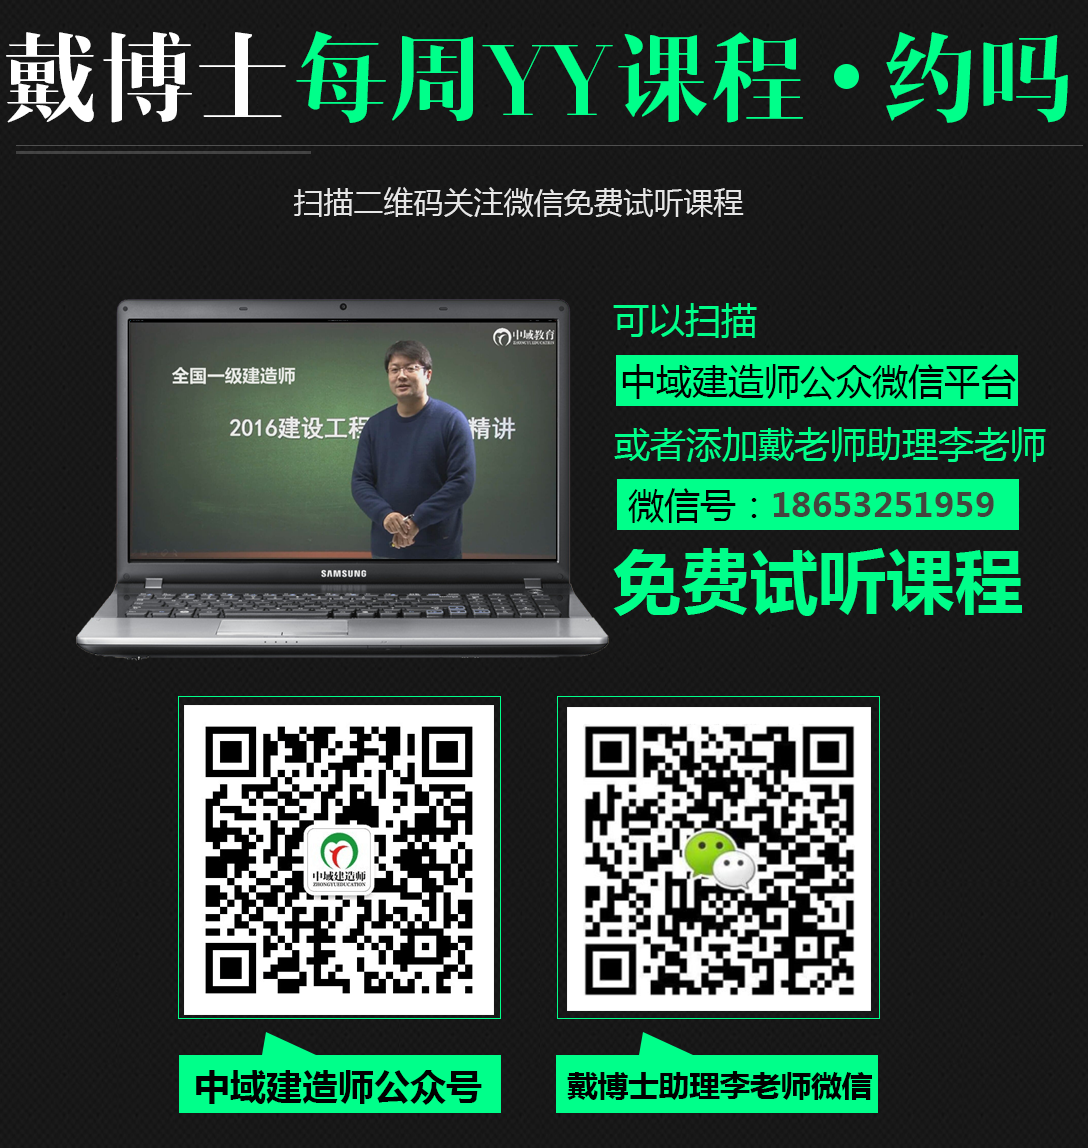 戴博士每周YY课程·约吗
扫描二维码关注微信免费试听课程
中域教育
ZHONGYU EDUCATION
全国一级建造师
2016建设工程
精讲
SAMSUNG
可以扫描
中域建造师公众微信平台
或者添加戴老师助理李老师
微信号：18653251959
免费试听课程
中域建造师
ZHONGYUEDUCATION
中域建造师公众号
戴博士助理李老师微信